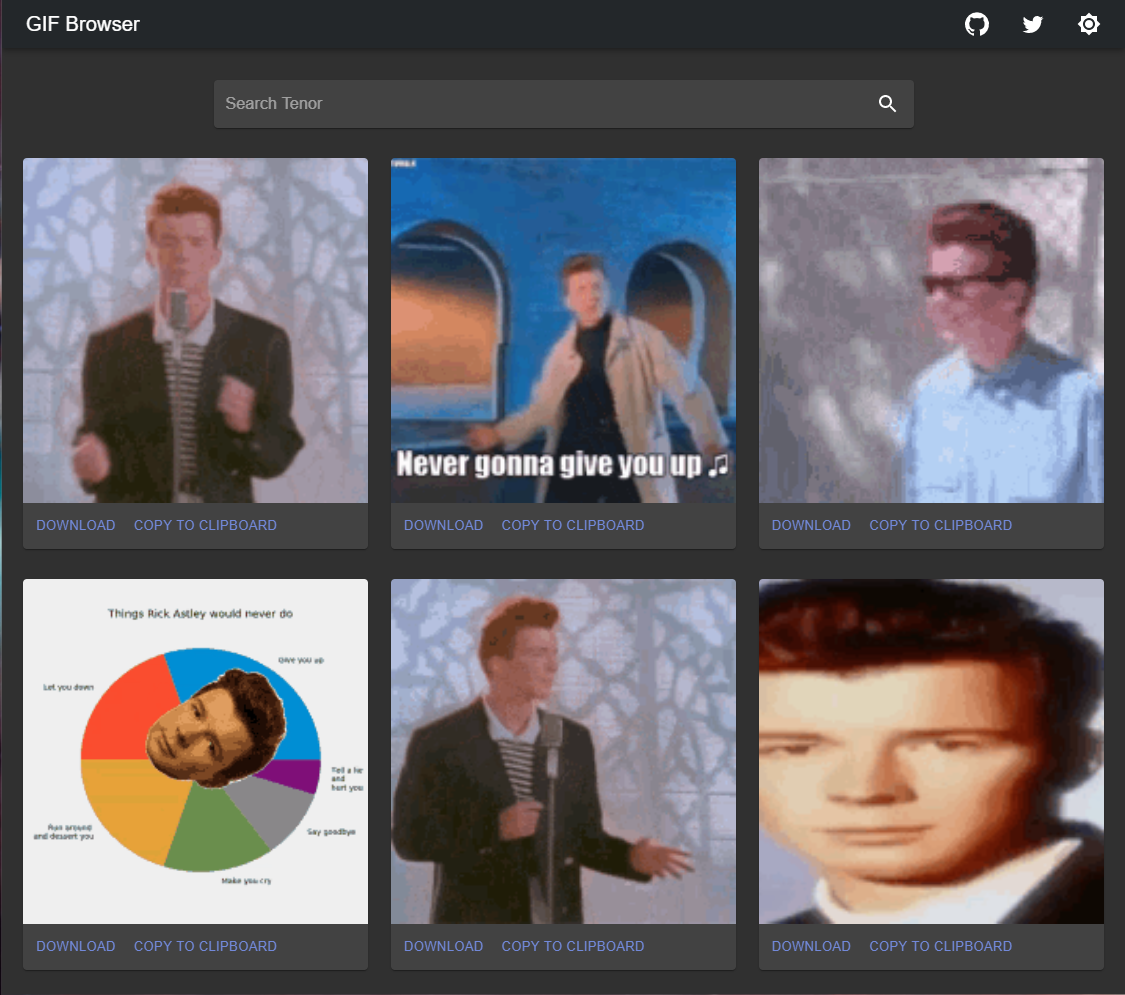 GIF Browser
Search Tenor
Never gonna give you up ♫
DOWNLOAD COPY TO CLIPBOARD
DOWNLOAD COPY TO CLIPBOARD
DOWNLOAD COPY TO CLIPBOARD
Things Rick Astley would never do
Give you up
Let you down
Tell a lie
and
hurt you
Run around
and dessert you
Say goodbye
Make you cry
DOWNLOAD COPY TO CLIPBOARD
DOWNLOAD COPY TO CLIPBOARD
DOWNLOAD COPY TO CLIPBOARD